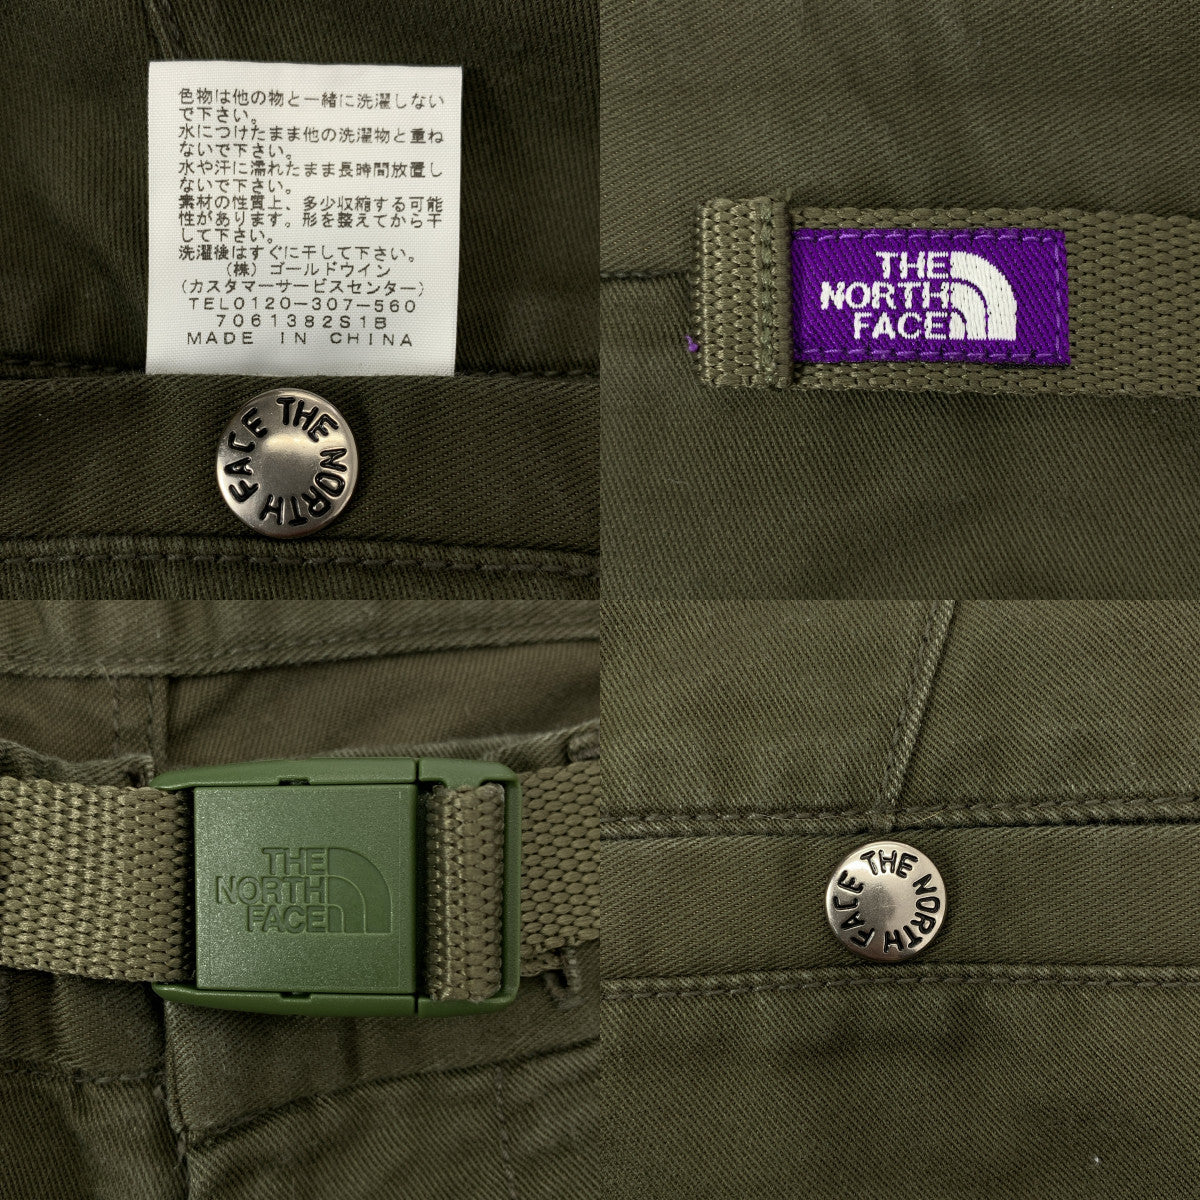 色物は他の物と一緒に洗濯しない
で下さい。
水につけたまま他の洗濯物と重ね
ないで下さい。
水や汗に濡れたまま長時間放置し
ないで下さい。
素材の性質上、多少収縮する可能
性があります。形を整えてから干
して下さい。
洗濯後はすぐに干して下さい。
(株) ゴールドウイン
(カスタマーサービスセンター)
TEL0120-307-560
7061382S1B
MADE IN CHINA
THE NORTH FACE
THE
NORTH
FACE
THE
NORTH
FACE
THE NORTH FACE